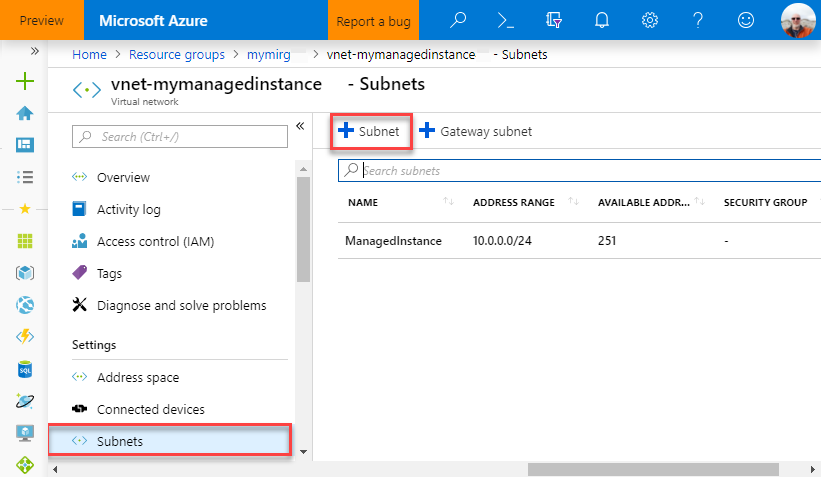 Preview
Microsoft Azure
Report a bug
Home > Resource groups > mymirg > vnet-mymanagedinstance - Subnets
vnet-mymanagedinstance - Subnets
Virtual network
Search (Ctrl+/)
Overview
Activity log
Access control (IAM)
Tags
Diagnose and solve problems
Settings
Address space
Connected devices
Subnets
Subnet
Gateway subnet
Search subnets
NAME ADDRESS RANGE AVAILABLE ADDR... SECURITY GROUP
ManagedInstance 10.0.0.0/24 251 -
SQL